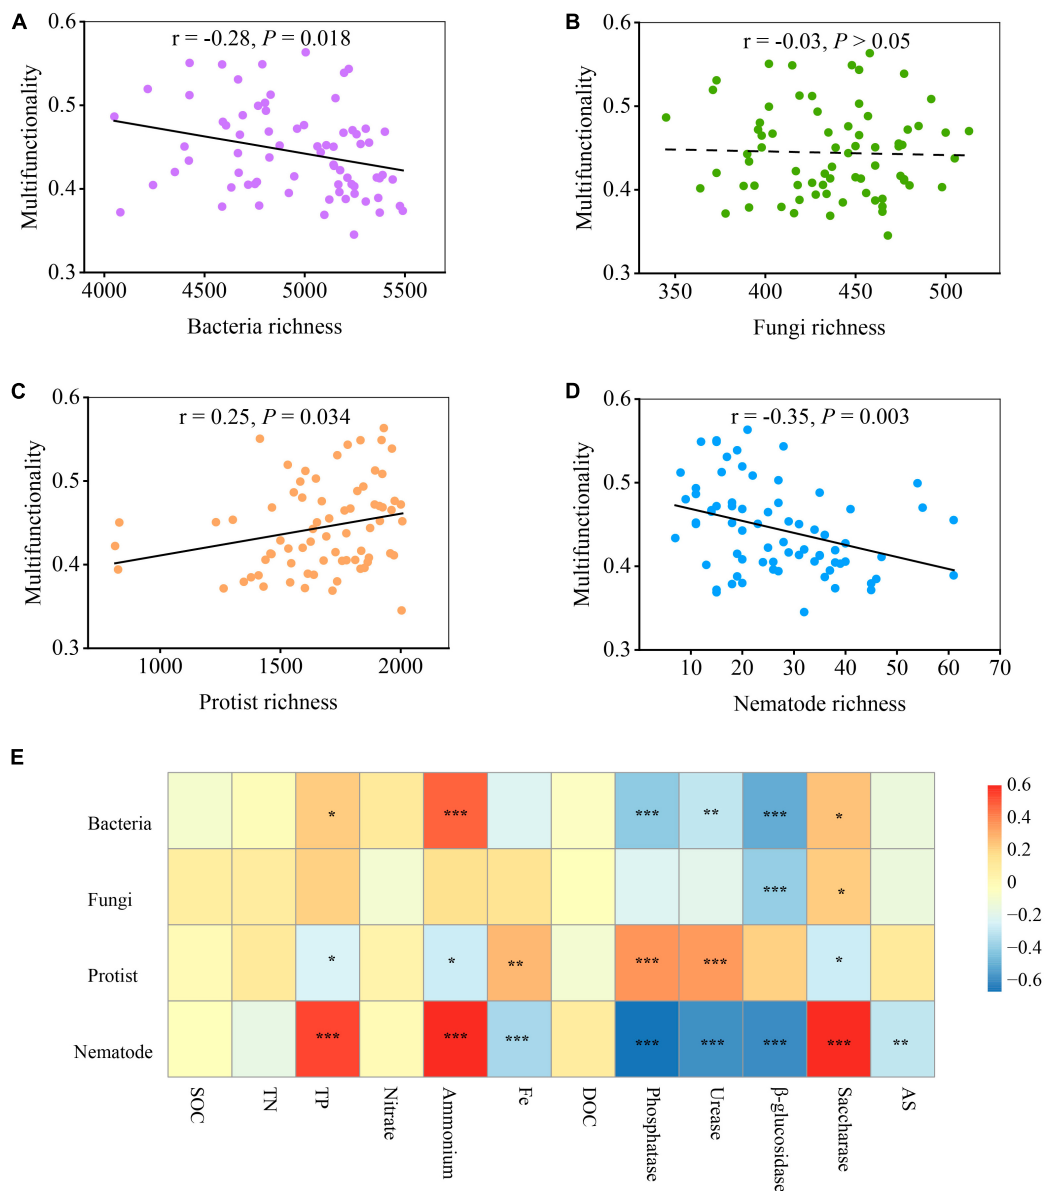 A
r = -0.28, P = 0.018
Multifunctionality
0.6
0.5
0.4
0.3
4000 4500 5000 5500
Bacteria richness
B
r = -0.03, P > 0.05
Multifunctionality
0.6
0.5
0.4
0.3
350 400 450 500
Fungi richness
C
r = 0.25, P = 0.034
Multifunctionality
0.6
0.5
0.4
0.3
1000 1500 2000
Protist richness
D
r = -0.35, P = 0.003
Multifunctionality
0.6
0.5
0.4
0.3
10 20 30 40 50 60 70
Nematode richness
E
Bacteria * *** *** ** *** *
Fungi *** *
Protist * * ** *** *** *
Nematode *** *** *** *** *** *** *** **
SOC TN TP Nitrate Ammonium Fe DOC Phosphatase Urease β-glucosidase Saccharase AS
0.6
0.4
0.2
0
−0.2
−0.4
−0.6